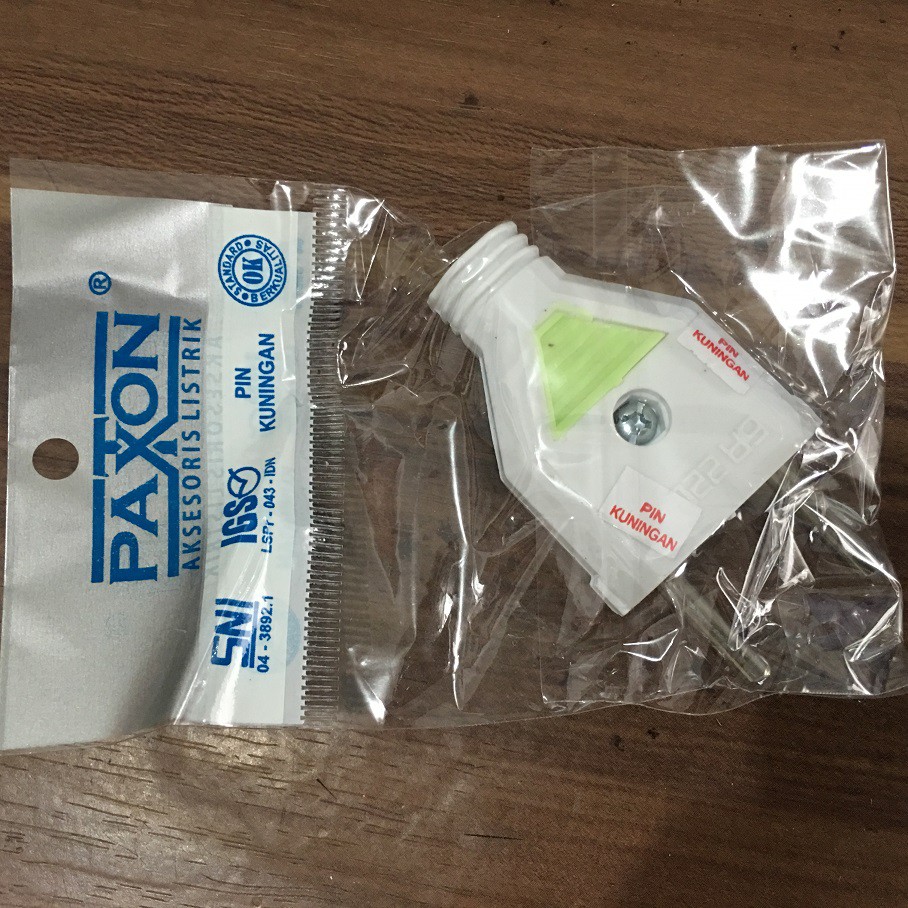 PAXTON ®
AKSESORIS LISTRIK
STANDARD
OK
BERKUALITAS
PIN
KUNINGAN
IGS
LSPr - 043 - IDN
SNI
04 - 3892.1
PIN
KUNINGAN
PIN
KUNINGAN